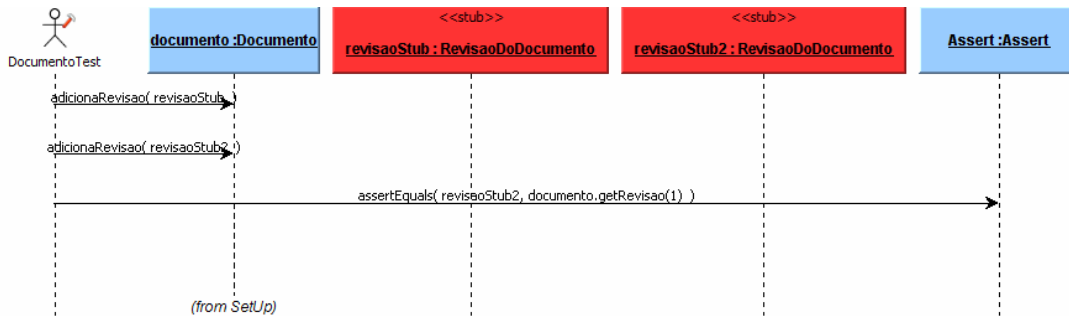 <<stub>>
<<stub>>
documento :Documento
revisaoStub : RevisaoDoDocumento
revisaoStub2 : RevisaoDoDocumento
Assert :Assert
DocumentoTest
adicionaRevisao( revisaoStub )
adicionaRevisao( revisaoStub2 )
assertEquals( revisaoStub2, documento.getRevisao(1) )
(from SetUp)